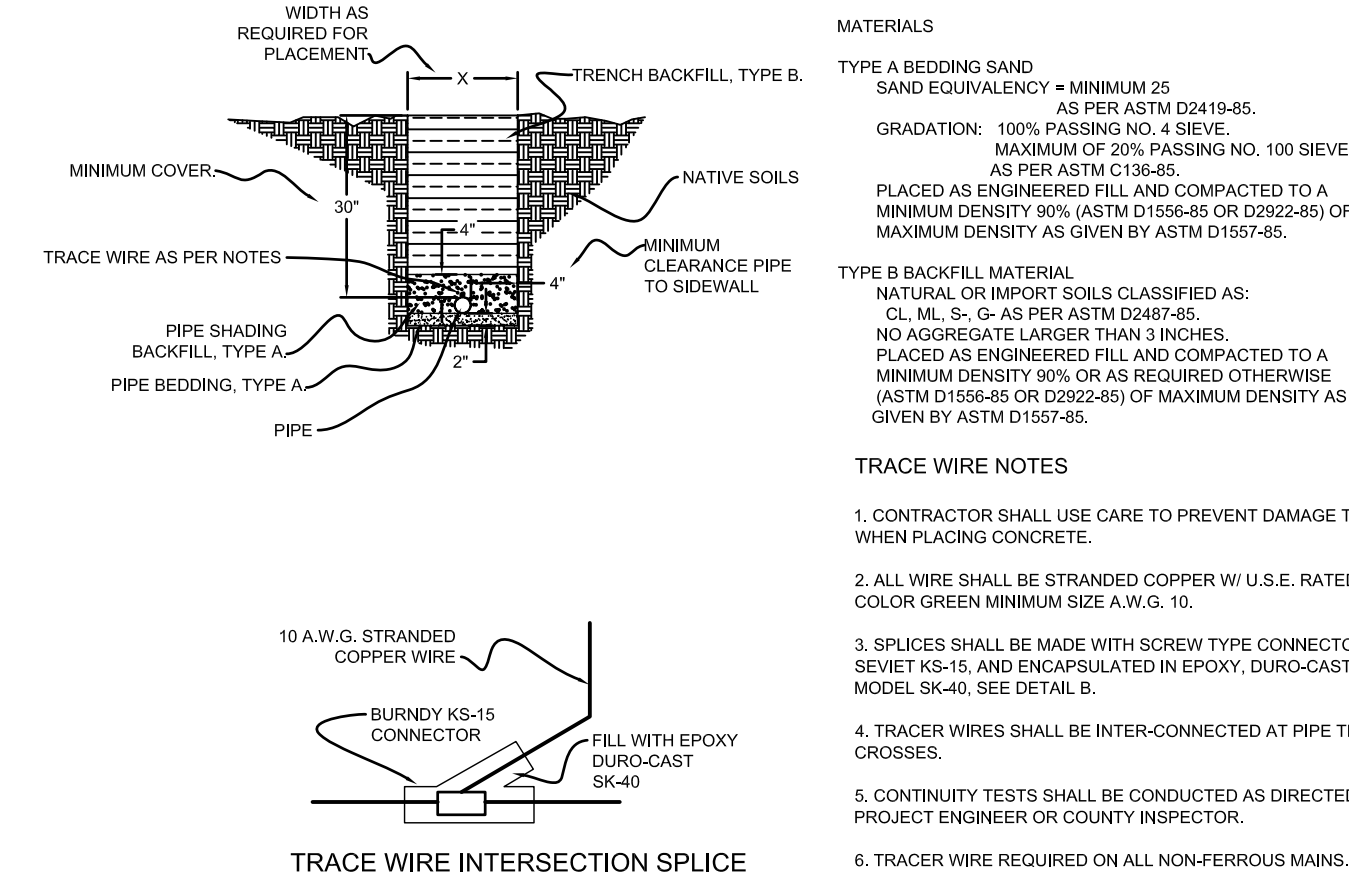 WIDTH AS
REQUIRED FOR
PLACEMENT
X
TRENCH BACKFILL, TYPE B.
MINIMUM COVER.
30"
NATIVE SOILS
4"
TRACE WIRE AS PER NOTES
MINIMUM
CLEARANCE PIPE
TO SIDEWALL
4"
PIPE SHADING
BACKFILL, TYPE A.
2"
PIPE BEDDING, TYPE A.
PIPE
10 A.W.G. STRANDED
COPPER WIRE
BURNDY KS-15
CONNECTOR
FILL WITH EPOXY
DURO-CAST
SK-40
TRACE WIRE INTERSECTION SPLICE
MATERIALS
TYPE A BEDDING SAND
SAND EQUIVALENCY = MINIMUM 25
AS PER ASTM D2419-85.
GRADATION: 100% PASSING NO. 4 SIEVE.
MAXIMUM OF 20% PASSING NO. 100 SIEVE
AS PER ASTM C136-85.
PLACED AS ENGINEERED FILL AND COMPACTED TO A
MINIMUM DENSITY 90% (ASTM D1556-85 OR D2922-85) OF
MAXIMUM DENSITY AS GIVEN BY ASTM D1557-85.
TYPE B BACKFILL MATERIAL
NATURAL OR IMPORT SOILS CLASSIFIED AS:
CL, ML, S-, G- AS PER ASTM D2487-85.
NO AGGREGATE LARGER THAN 3 INCHES.
PLACED AS ENGINEERED FILL AND COMPACTED TO A
MINIMUM DENSITY 90% OR AS REQUIRED OTHERWISE
(ASTM D1556-85 OR D2922-85) OF MAXIMUM DENSITY AS
GIVEN BY ASTM D1557-85.
TRACE WIRE NOTES
1. CONTRACTOR SHALL USE CARE TO PREVENT DAMAGE
WHEN PLACING CONCRETE.
2. ALL WIRE SHALL BE STRANDED COPPER W/ U.S.E. RATED
COLOR GREEN MINIMUM SIZE A.W.G. 10.
3. SPLICES SHALL BE MADE WITH SCREW TYPE
SEVIET KS-15, AND ENCAPSULATED IN EPOXY, DURO-CAST
MODEL SK-40, SEE DETAIL B.
4. TRACER WIRES SHALL BE INTER-CONNECTED AT PIPE
CROSSES.
5. CONTINUITY TESTS SHALL BE CONDUCTED AS DIRECTED
PROJECT ENGINEER OR COUNTY INSPECTOR.
6. TRACER WIRE REQUIRED ON ALL NON-FERROUS MAINS.